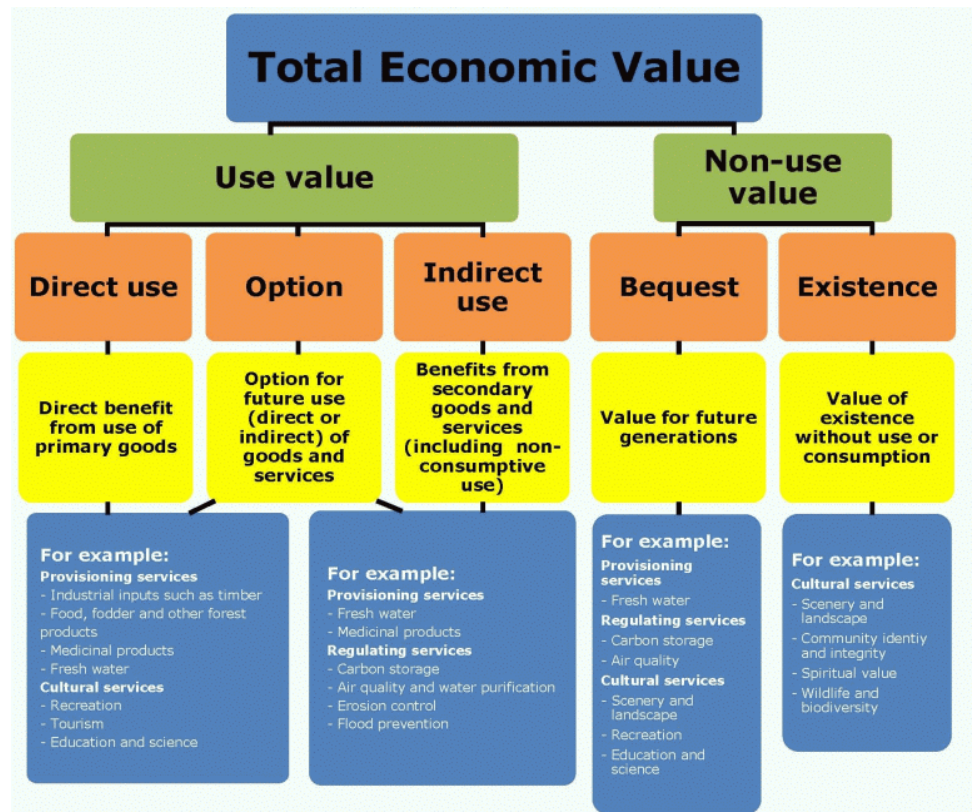 Total Economic Value
Use value
Non-use
value
Direct use
Option
Indirect
use
Bequest
Existence
Direct benefit
from use of
primary goods
Option for
future use
(direct or
indirect) of
goods and
services
Benefits from
secondary
goods and
services
(including non-
consumptive
use)
Value for future
generations
Value of
existence
without use or
consumption
For example:
Provisioning services
- Industrial inputs such as timber
- Food, fodder and other forest
products
- Medicinal products
- Fresh water
Cultural services
- Recreation
- Tourism
- Education and science
For example:
Provisioning services
- Fresh water
- Medicinal products
Regulating services
- Carbon storage
- Air quality and water purification
- Erosion control
- Flood prevention
For example:
Provisioning
services
- Fresh water
Regulating services
- Carbon storage
- Air quality
Cultural services
- Scenery and
landscape
- Recreation
- Education and
science
For example:
Cultural services
- Scenery and
landscape
- Community identiy
and integrity
- Spiritual value
- Wildlife and
biodiversity